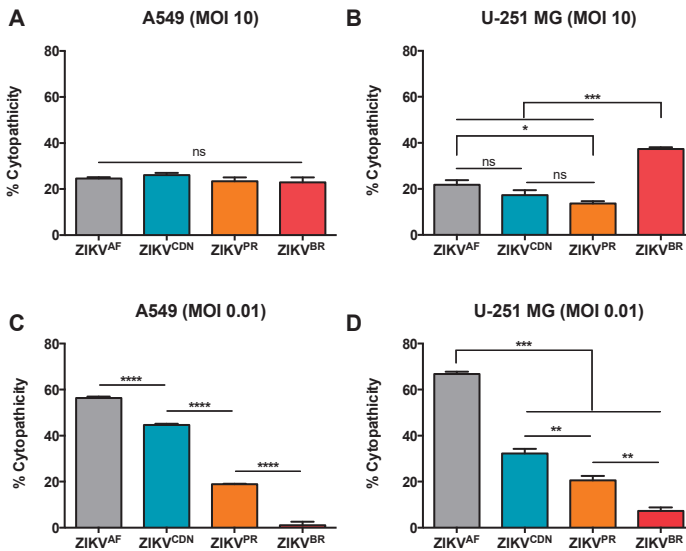 A
A549 (MOI 10)
% Cytopathicity
80
60
40
20
0
ns
ZIKVAF
ZIKVCDN
ZIKVPR
ZIKVBR
B
U-251 MG (MOI 10)
% Cytopathicity
80
60
40
20
0
***
*
ns
ns
ZIKVAF
ZIKVCDN
ZIKVPR
ZIKVBR
C
A549 (MOI 0.01)
% Cytopathicity
80
60
40
20
0
****
****
****
ZIKVAF
ZIKVCDN
ZIKVPR
ZIKVBR
D
U-251 MG (MOI 0.01)
% Cytopathicity
80
60
40
20
0
***
**
**
ZIKVAF
ZIKVCDN
ZIKVPR
ZIKVBR